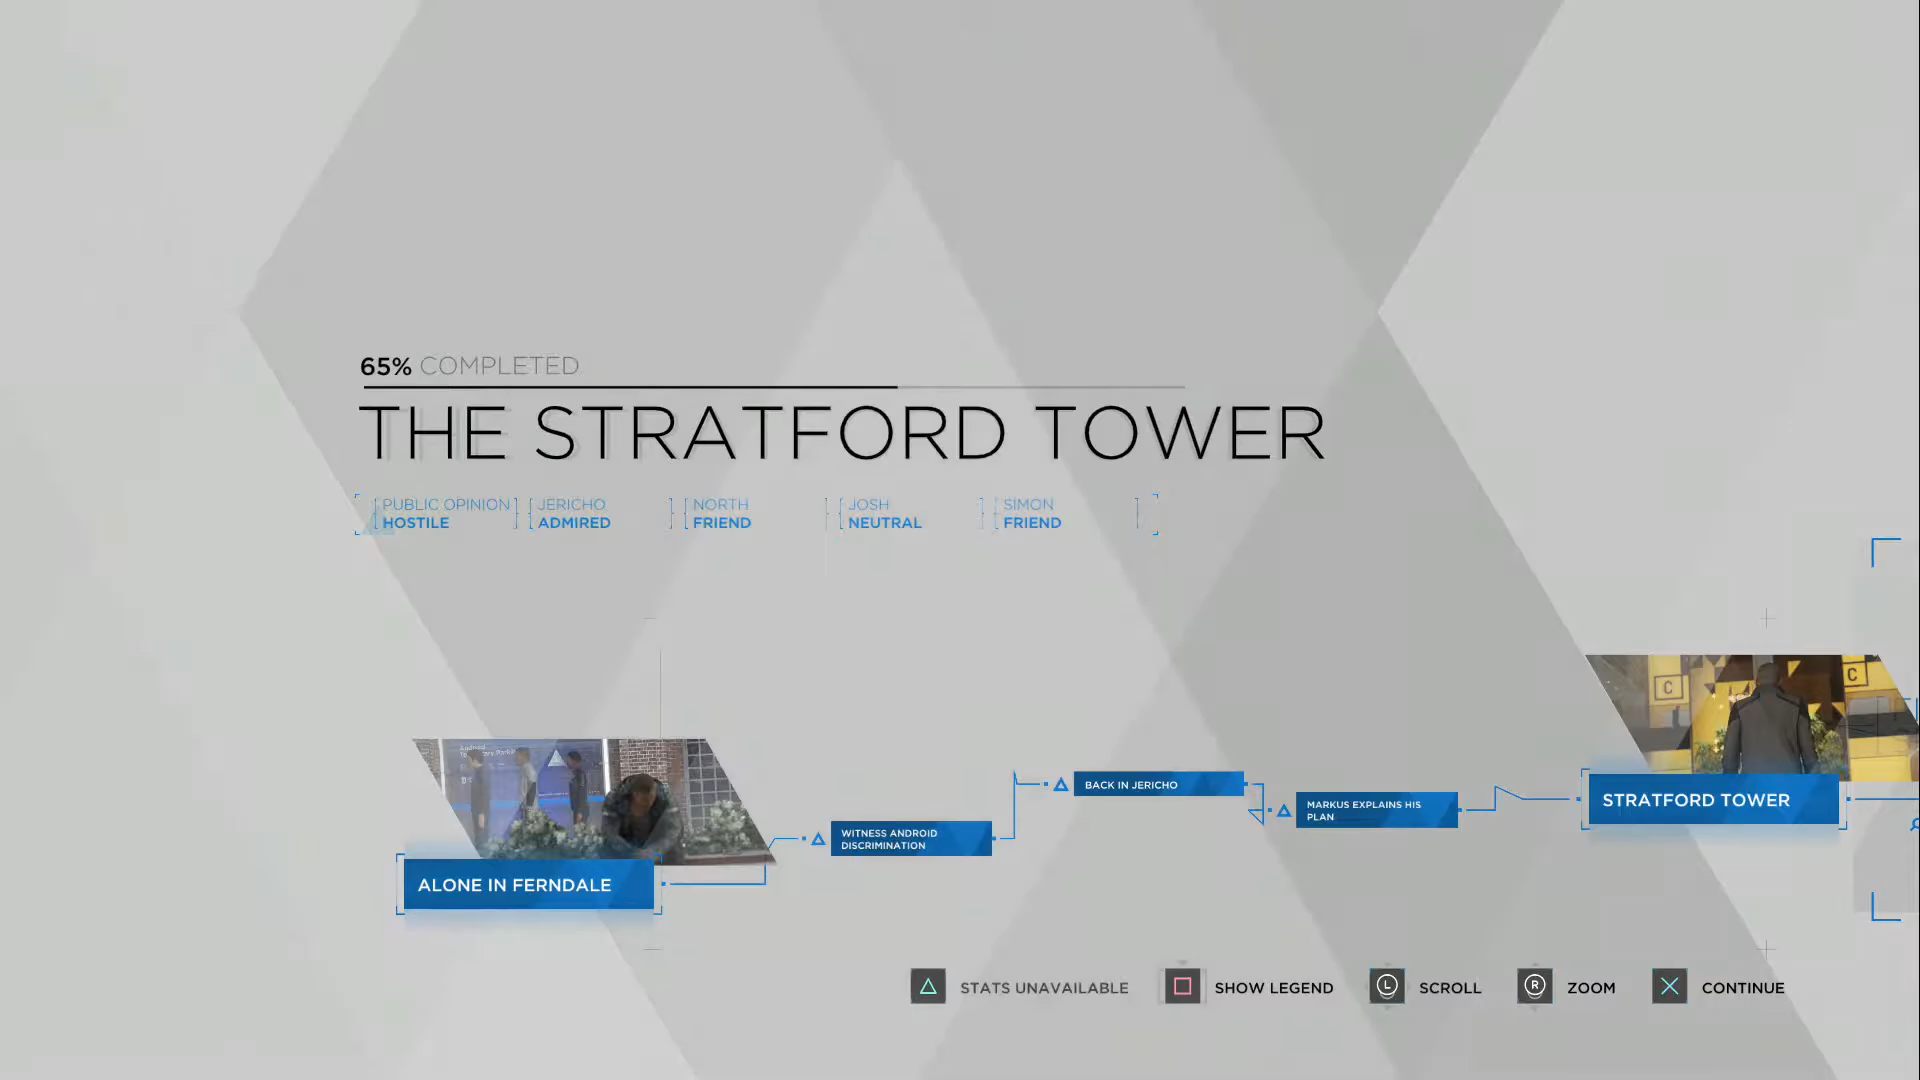 65% COMPLETED
THE STRATFORD TOWER
PUBLIC OPINION
HOSTILE
JERICHO
ADMIRED
NORTH
FRIEND
JOSH
NEUTRAL
SIMON
FRIEND
C
C
ALONE IN FERNDALE
WITNESS ANDROID
DISCRIMINATION
BACK IN JERICHO
MARKUS EXPLAINS HIS
PLAN
STRATFORD TOWER
STATS UNAVAILABLE
SHOW LEGEND
L
SCROLL
R
ZOOM
CONTINUE